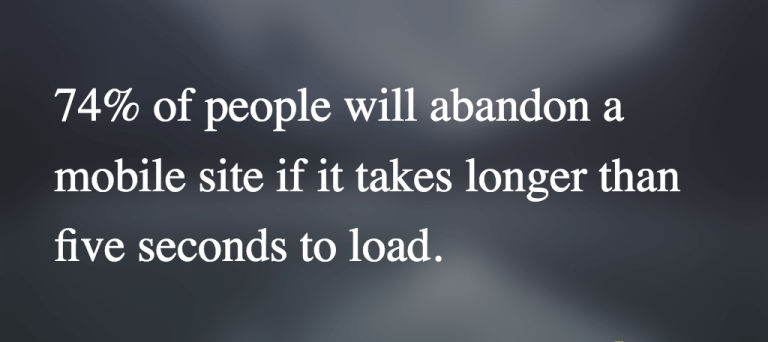 74% of people will abandon a
mobile site if it takes longer than
five seconds to load.